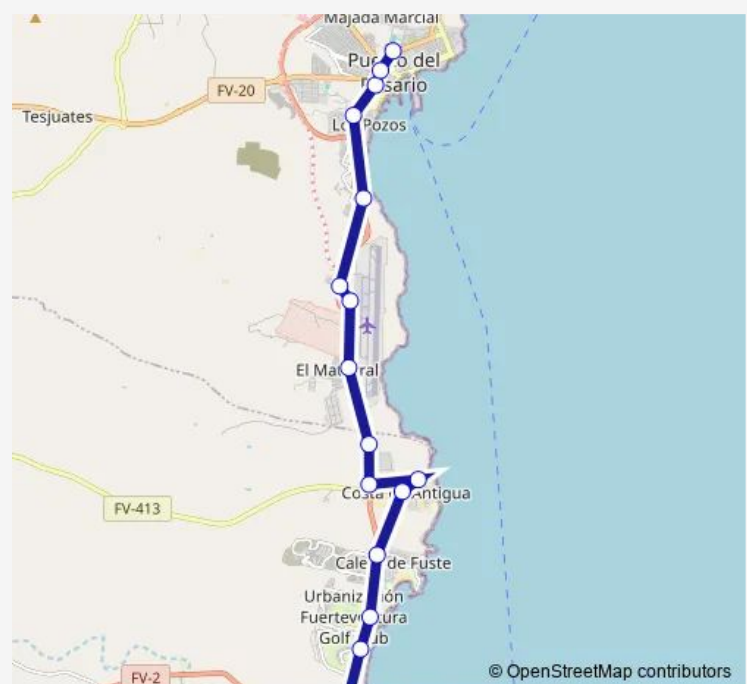 Majada Marcial
Puerto del
Rosario
FV-20
Tesjuates
Los Pozos
El Matorral
Costa de Antigua
FV-413
Caleta de Fuste
Urbanización
Fuerteventura
Golf Club
FV-2
© OpenStreetMap contributors